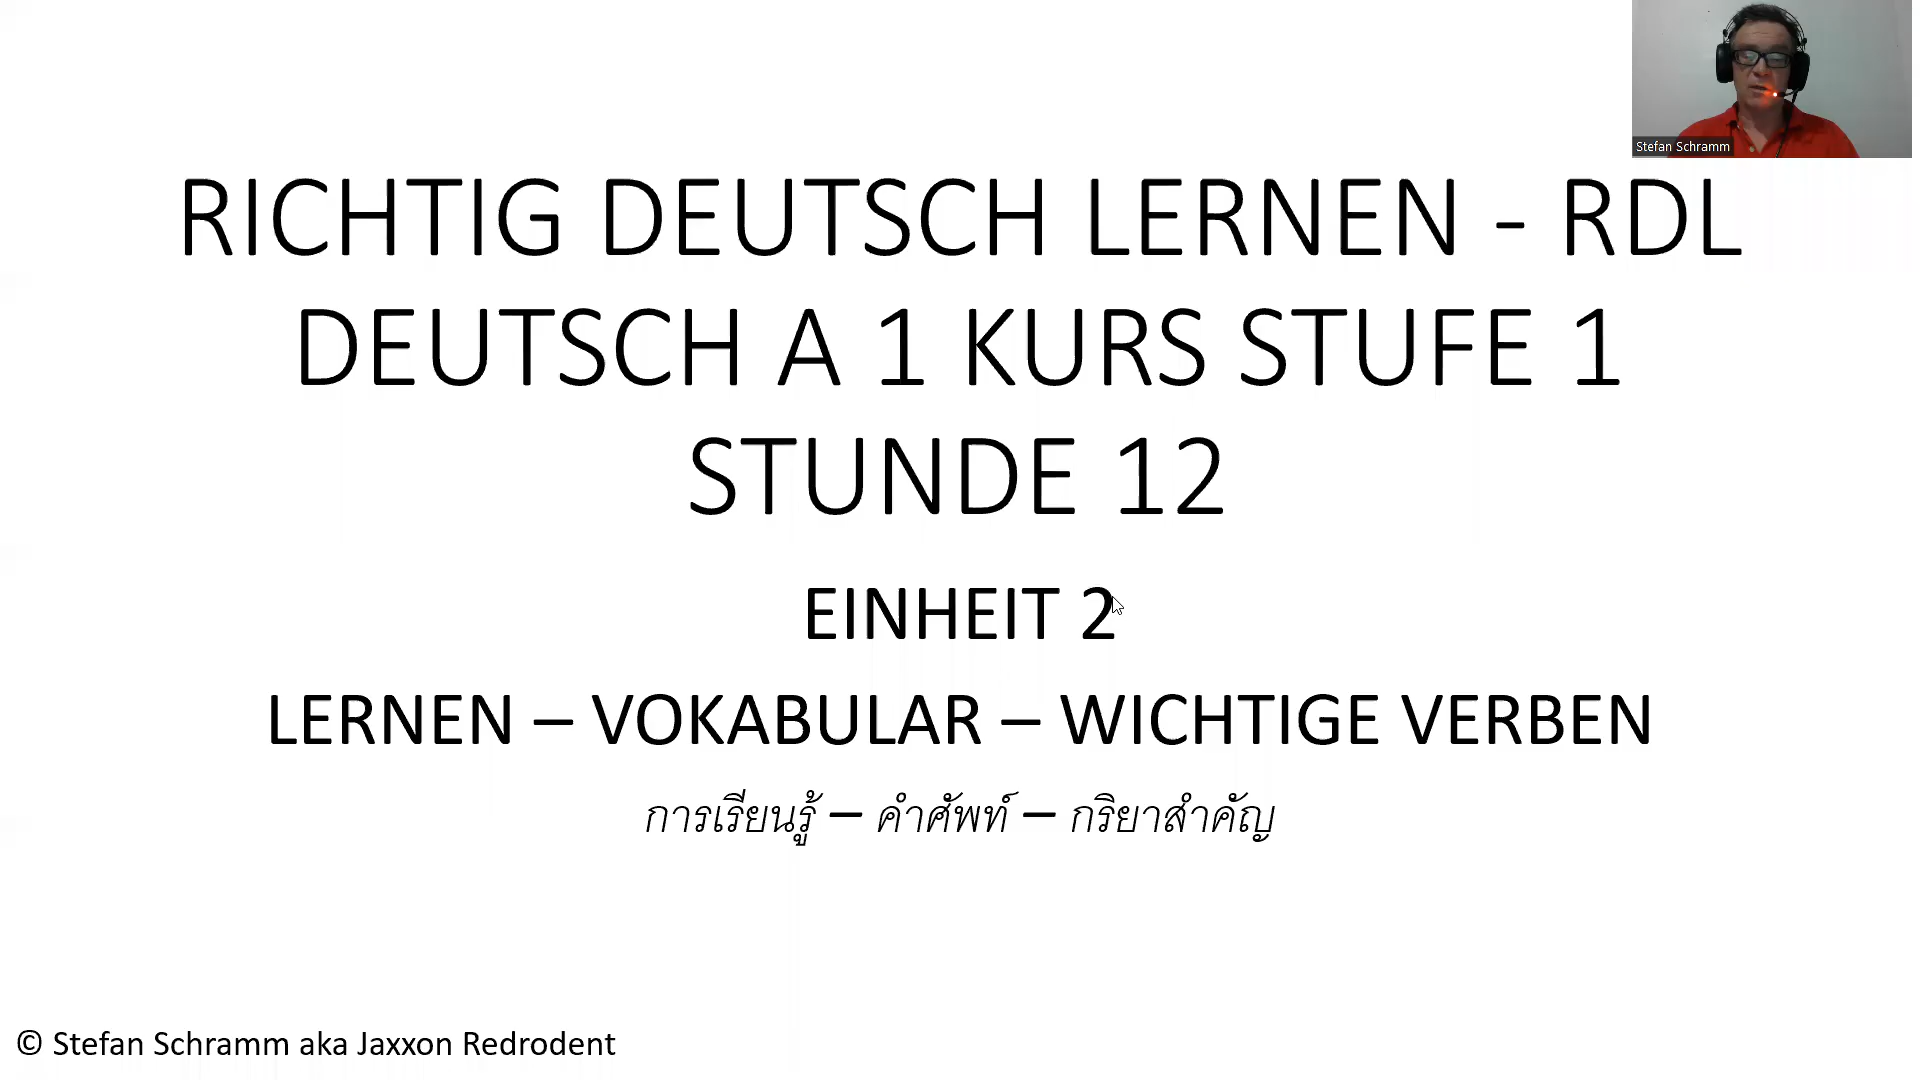 Stefan Schramm
RICHTIG DEUTSCH LERNEN - RDL
DEUTSCH A 1 KURS STUFE 1
STUNDE 12
EINHEIT 2
LERNEN – VOKABULAR – WICHTIGE VERBEN
การเรียนรู้ – คำศัพท์ – กริยาสำคัญ
© Stefan Schramm aka Jaxxon Redrodent